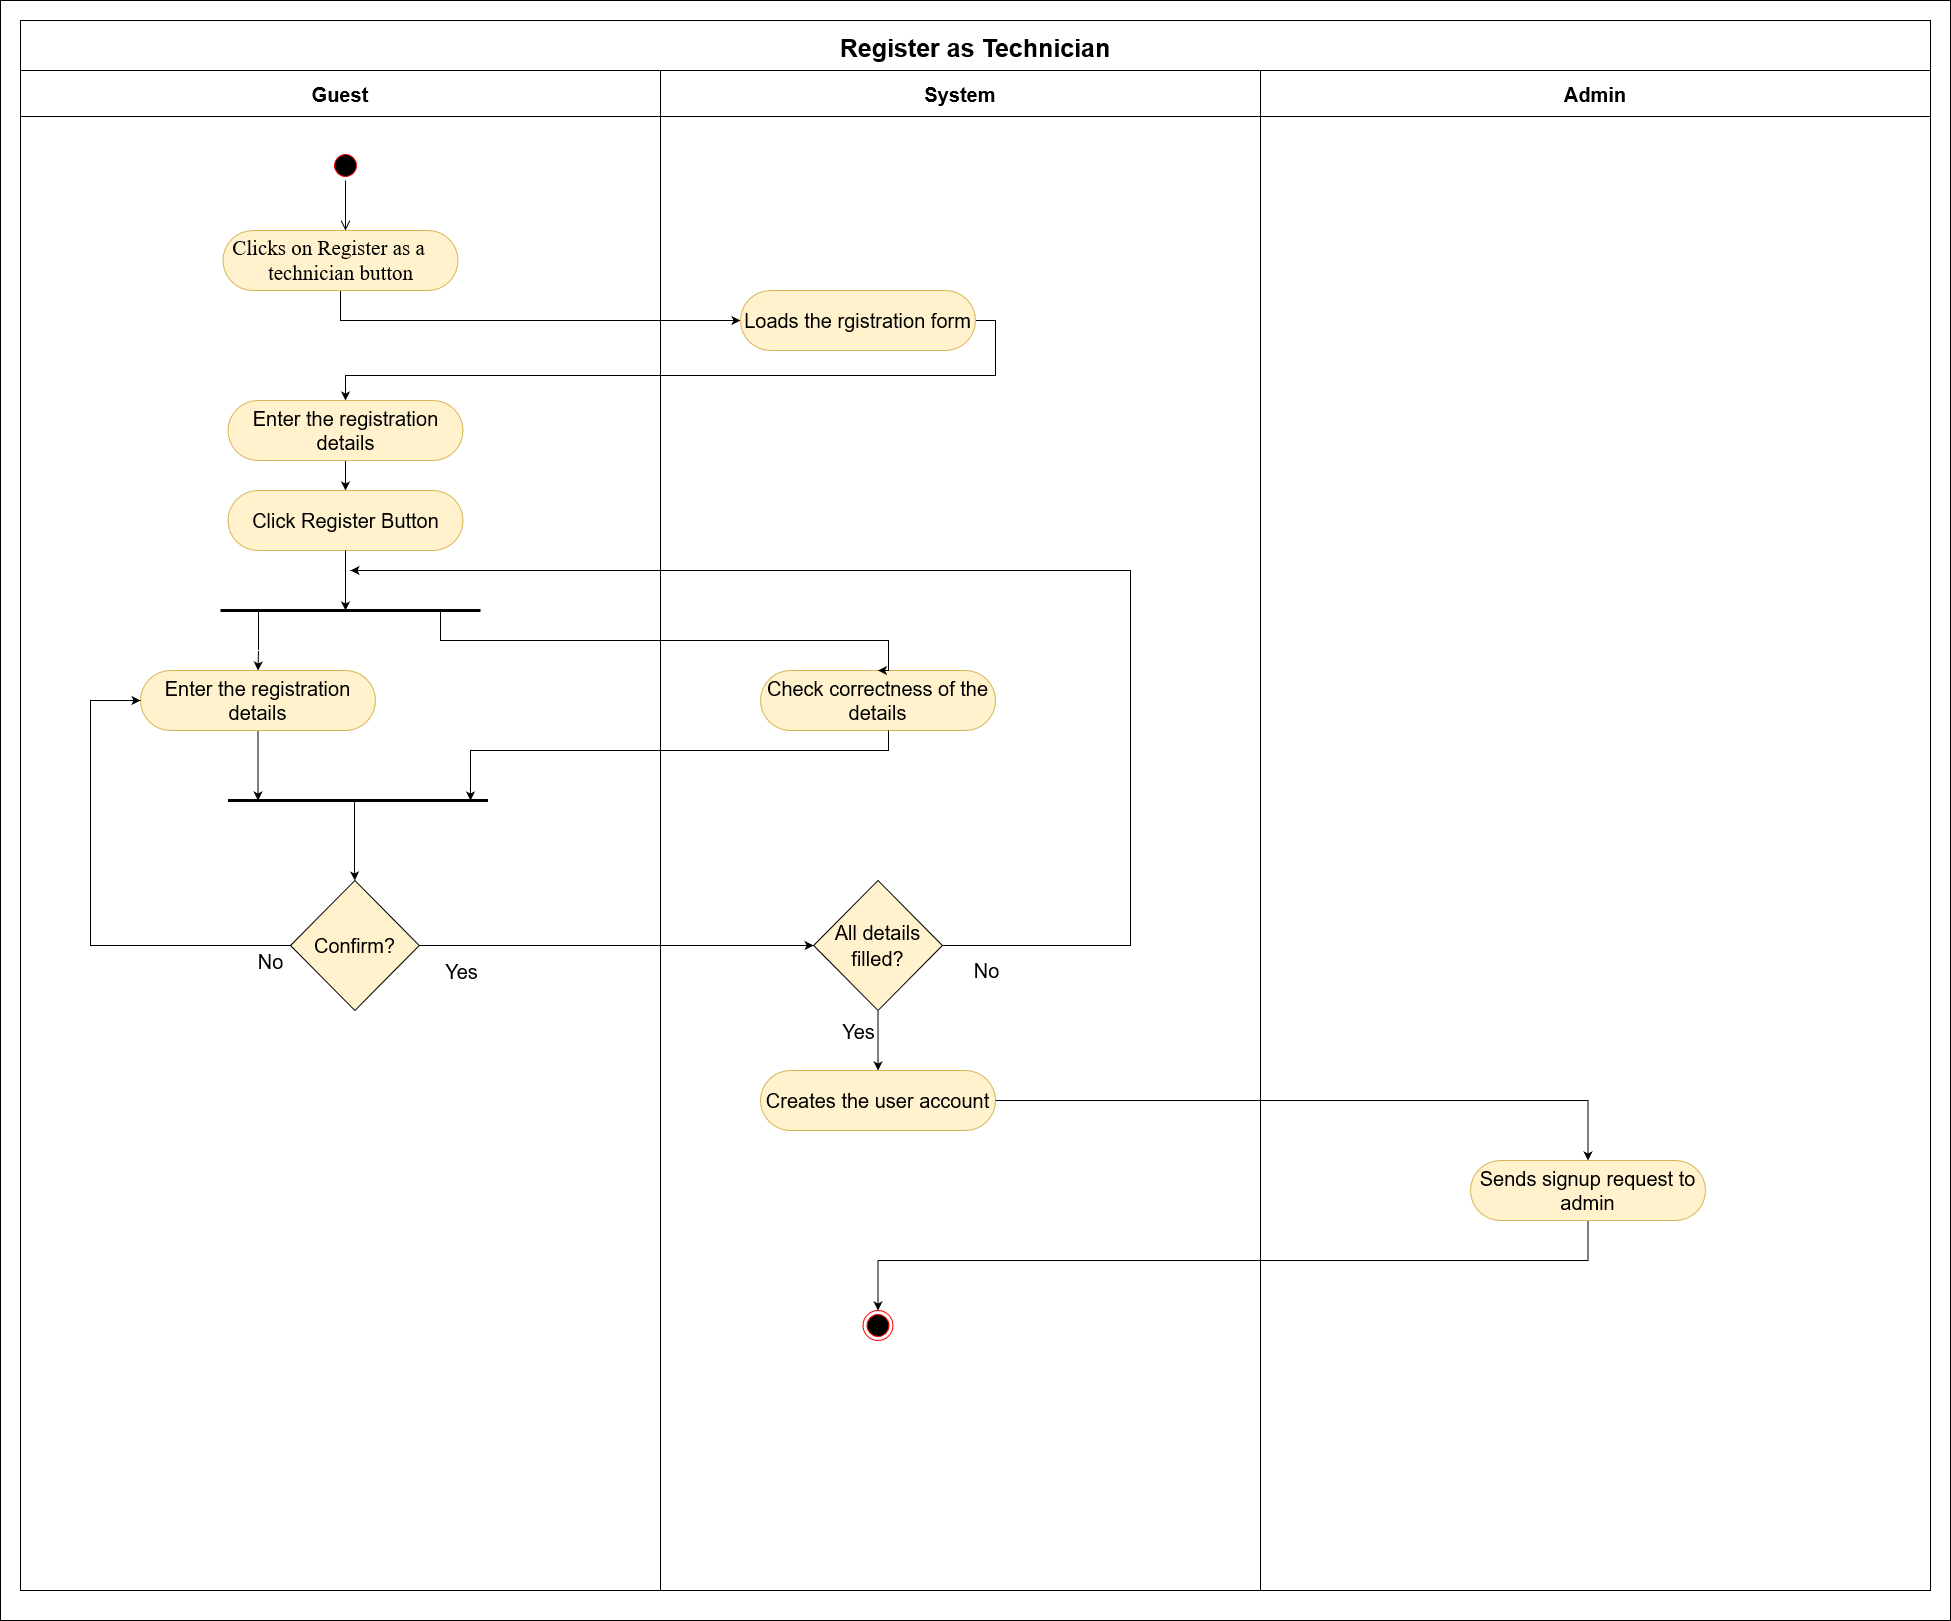 Register as Technician
Guest
System
Admin
Clicks on Register as a
technician button
Loads the rgistration form
Enter the registration
details
Click Register Button
Enter the registration
details
Check correctness of the
details
Confirm?
No
Yes
All details
filled?
No
Yes
Creates the user account
Sends signup request to
admin